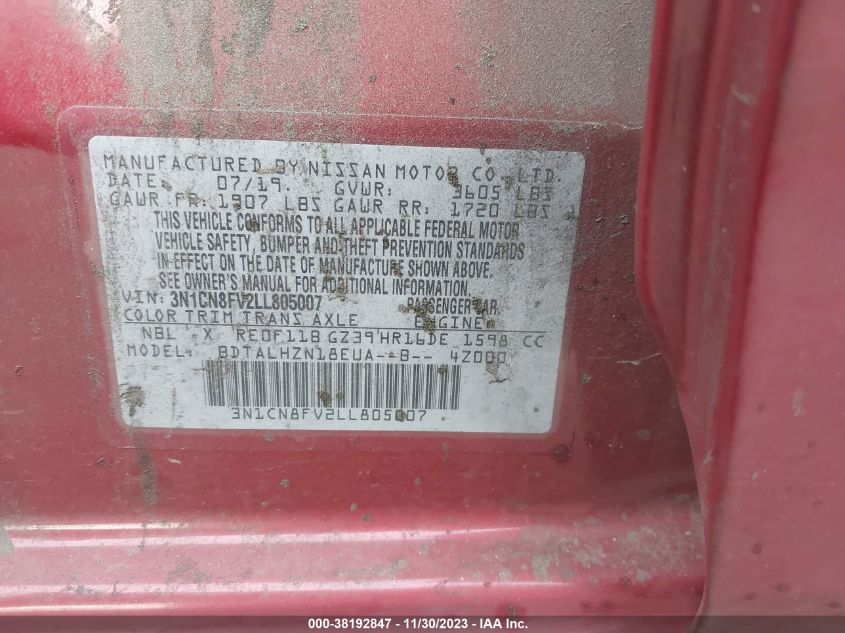 MANUFACTURED BY NISSAN MOTOR CO., LTD.
DATE: 07/19. GVWR: 3605 LBS
GAWR FR: 1907 LBS GAWR RR: 1720 LBS
THIS VEHICLE CONFORMS TO ALL APPLICABLE FEDERAL MOTOR
VEHICLE SAFETY, BUMPER AND THEFT PREVENTION STANDARDS
IN EFFECT ON THE DATE OF MANUFACTURE SHOWN ABOVE.
SEE OWNER'S MANUAL FOR ADDITIONAL INFORMATION.
VIN: 3N1CN8FV2LL805007 PASSENGER CAR
COLOR TRIM TRANS AXLE ENGINE
NBL X RE0F11B GZ39 HR16DE 1598 CC
MODEL: BDTALHZN18EUA--B-- 4Z000
3N1CN8FV2LL805007
000-38192847 - 11/30/2023 - IAA Inc.